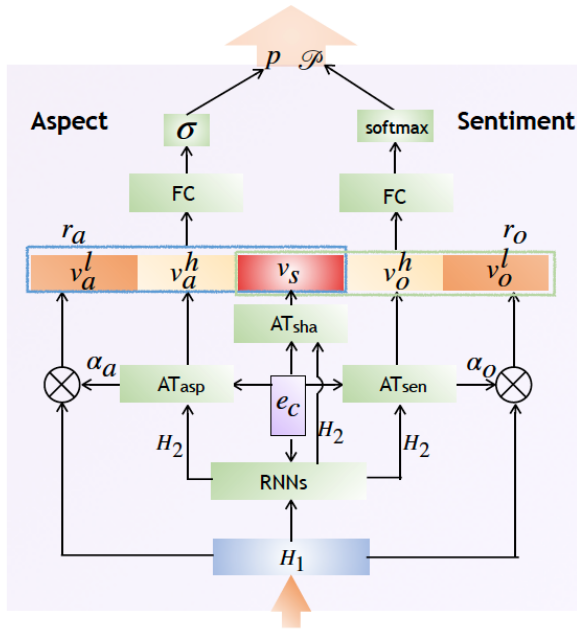 p 𝒫
Aspect σ softmax Sentiment
FC FC
r_a r_o
v_a^l v_a^h v_s v_o^h v_o^l
AT_sha
α_a AT_asp e_c AT_sen α_o
H_2 H_2 H_2
RNNs
H_1